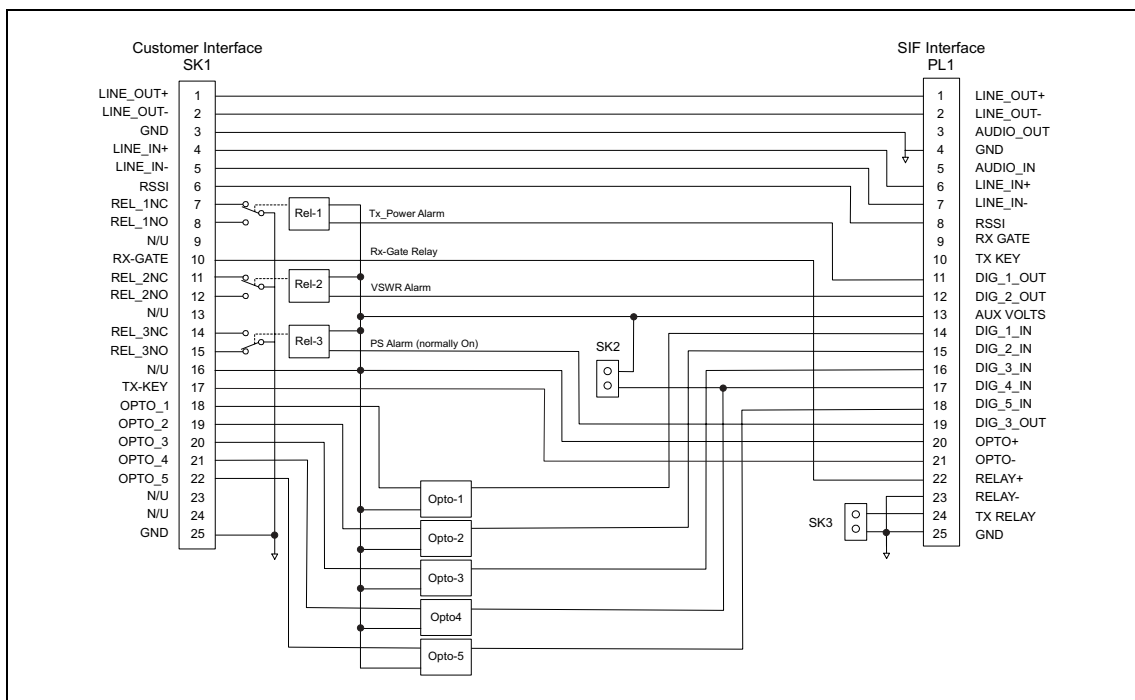 Customer Interface
SK1
SIF Interface
PL1
LINE_OUT+ 1
LINE_OUT- 2
GND 3
LINE_IN+ 4
LINE_IN- 5
RSSI 6
REL_1NC 7
REL_1NO 8
N/U 9
RX-GATE 10
REL_2NC 11
REL_2NO 12
N/U 13
REL_3NC 14
REL_3NO 15
N/U 16
TX-KEY 17
OPTO_1 18
OPTO_2 19
OPTO_3 20
OPTO_4 21
OPTO_5 22
N/U 23
N/U 24
GND 25
Rel-1
Tx_Power Alarm
Rx-Gate Relay
Rel-2
VSWR Alarm
Rel-3
PS Alarm (normally On)
SK2
Opto-1
Opto-2
Opto-3
Opto4
Opto-5
SK3
1 LINE_OUT+
2 LINE_OUT-
3 AUDIO_OUT
4 GND
5 AUDIO_IN
6 LINE_IN+
7 LINE_IN-
8 RSSI
9 RX GATE
10 TX KEY
11 DIG_1_OUT
12 DIG_2_OUT
13 AUX VOLTS
14 DIG_1_IN
15 DIG_2_IN
16 DIG_3_IN
17 DIG_4_IN
18 DIG_5_IN
19 DIG_3_OUT
20 OPTO+
21 OPTO-
22 RELAY+
23 RELAY-
24 TX RELAY
25 GND